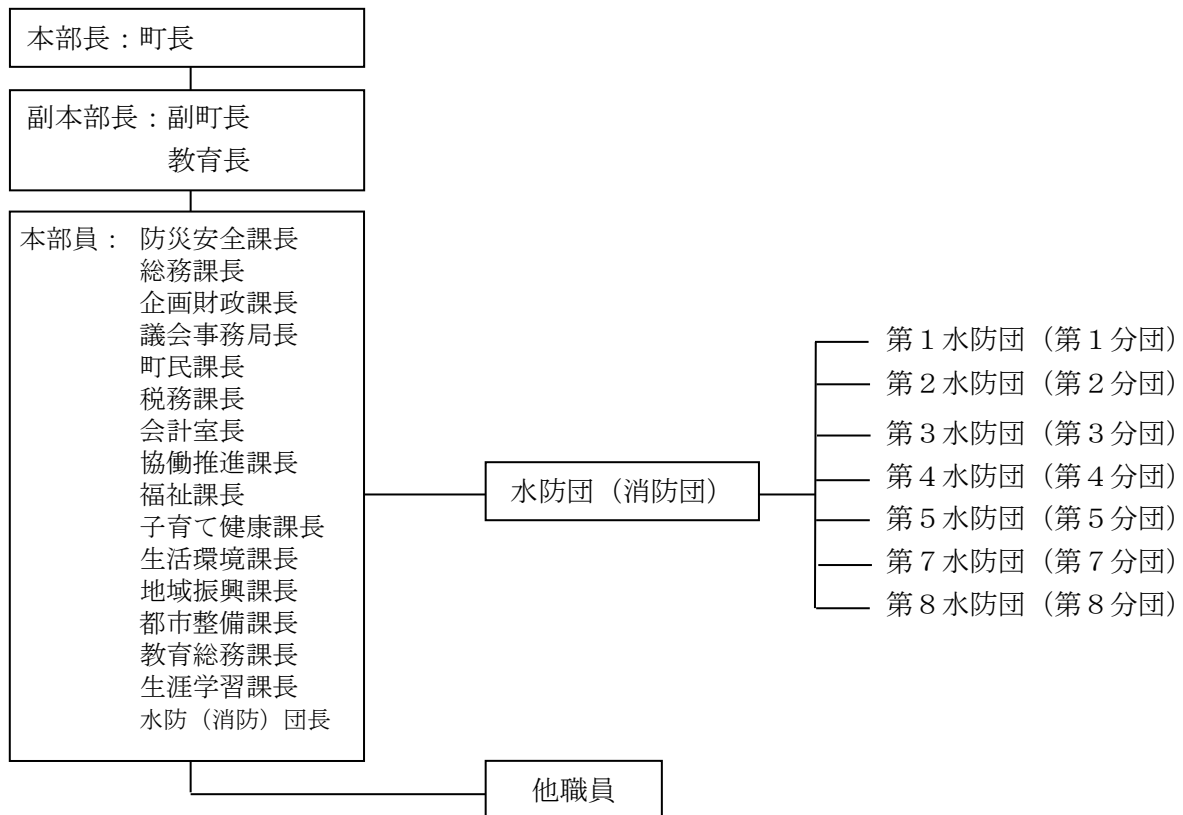 本部長：町長
副本部長：副町長
教育長
本部員： 防災安全課長
総務課長
企画財政課長
議会事務局長
町民課長
税務課長
会計室長
協働推進課長
福祉課長
子育て健康課長
生活環境課長
地域振興課長
都市整備課長
教育総務課長
生涯学習課長
水防（消防）団長
水防団（消防団）
第１水防団（第１分団）
第２水防団（第２分団）
第３水防団（第３分団）
第４水防団（第４分団）
第５水防団（第５分団）
第７水防団（第７分団）
第８水防団（第８分団）
他職員